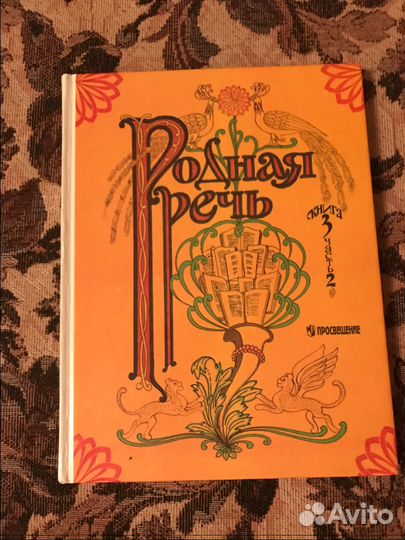 Родная
речь
книга
3
часть
2
ПРОСВЕЩЕНИЕ
Avito